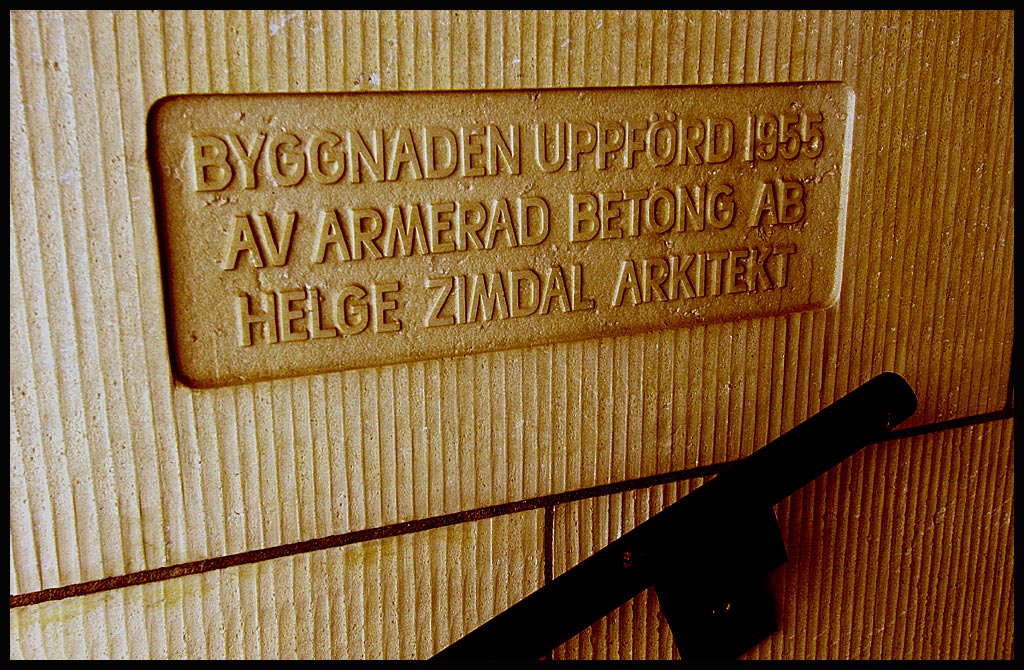 BYGGNADEN UPPFÖRD 1955
AV ARMERAD BETONG AB
HELGE ZIMDAL ARKITEKT